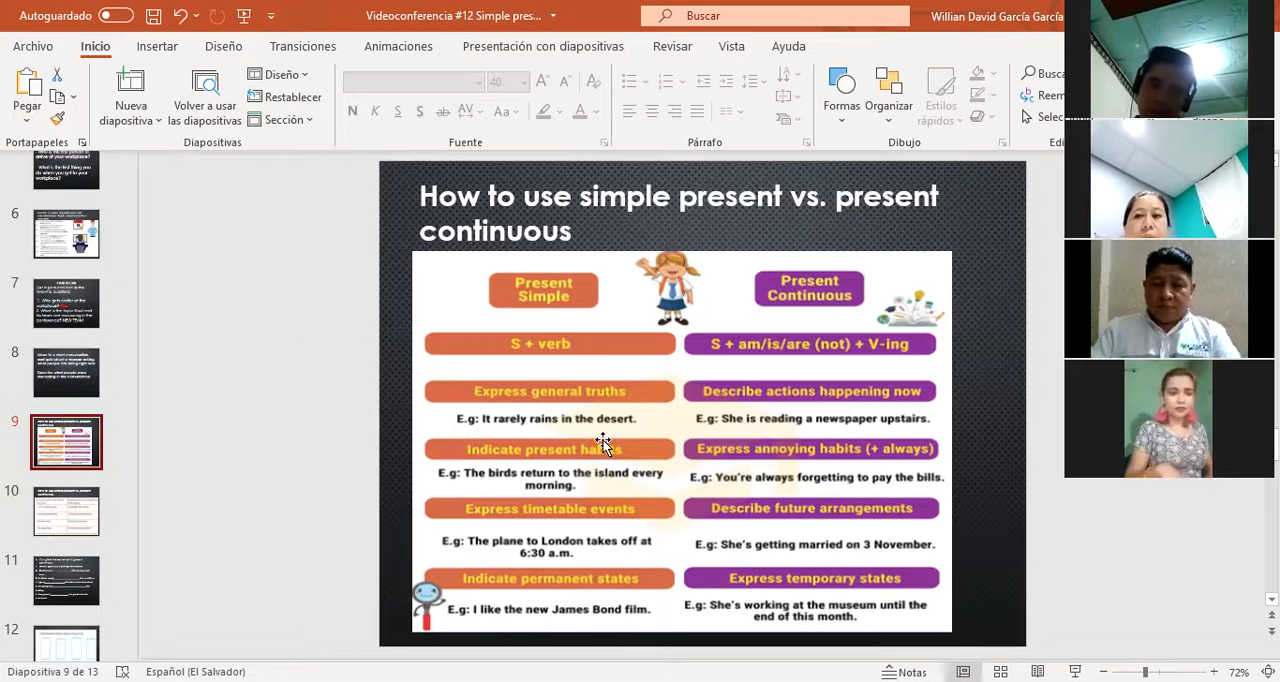 Autoguardado
Videoconferencia #12 Simple pres...
Buscar
Willian David García García
Archivo Inicio Insertar Diseño Transiciones Animaciones Presentación con diapositivas Revisar Vista Ayuda
Pegar
Nueva diapositiva
Volver a usar las diapositivas
Diseño
Restablecer
Sección
40
N K S S ab AV Aa A
Formas Organizar Estilos rápidos
Portapapeles Diapositivas Fuente Párrafo Dibujo
How to use simple present vs. present
continuous
Present
Simple
Present
Continuous
S + verb
S + am/is/are (not) + V-ing
Express general truths
Describe actions happening now
E.g: It rarely rains in the desert.
E.g: She is reading a newspaper upstairs.
Indicate present habits
Express annoying habits (+ always)
E.g: The birds return to the island every
morning.
E.g: You're always forgetting to pay the bills.
Express timetable events
Describe future arrangements
E.g: The plane to London takes off at
6:30 a.m.
E.g: She's getting married on 3 November.
Indicate permanent states
Express temporary states
E.g: I like the new James Bond film.
E.g: She's working at the museum until the
end of this month.
6
7
8
9
10
11
12
Diapositiva 9 de 13
Español (El Salvador)
Notas
72%